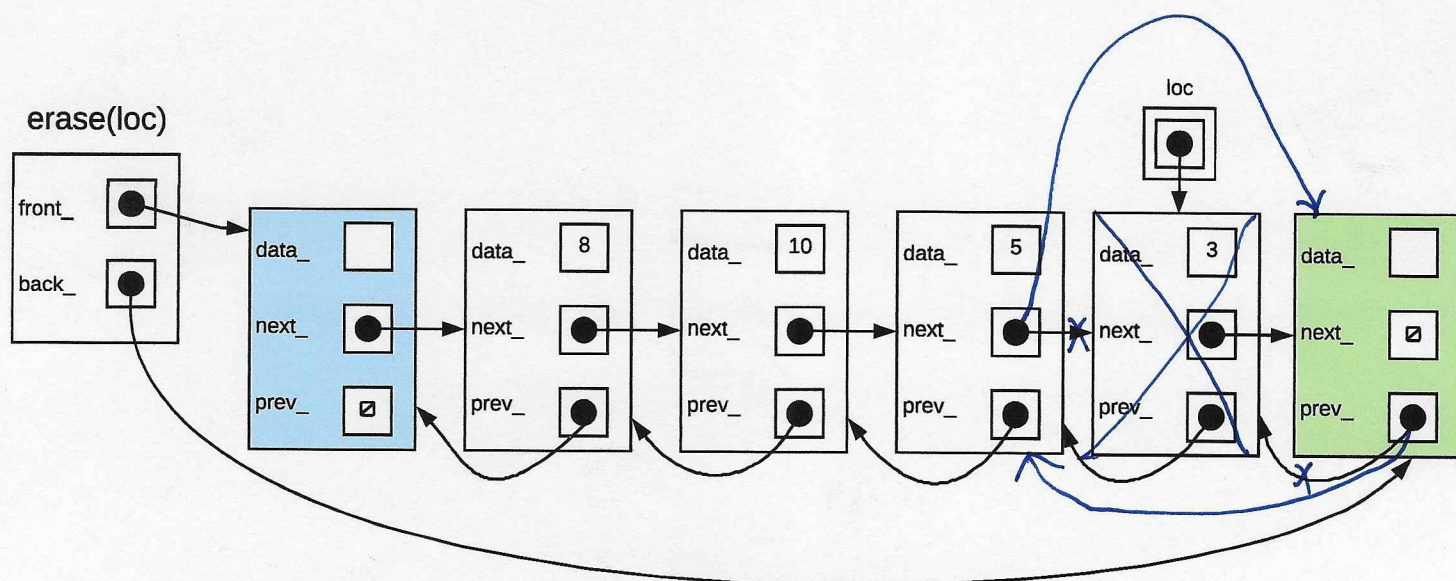 loc
erase(loc)
front_
back_
data_
next_
prev_ ∅
data_ 8
next_
prev_
data_ 10
next_
prev_
data_ 5
next_
prev_
data_ 3
next_
prev_
data_
next_ ∅
prev_